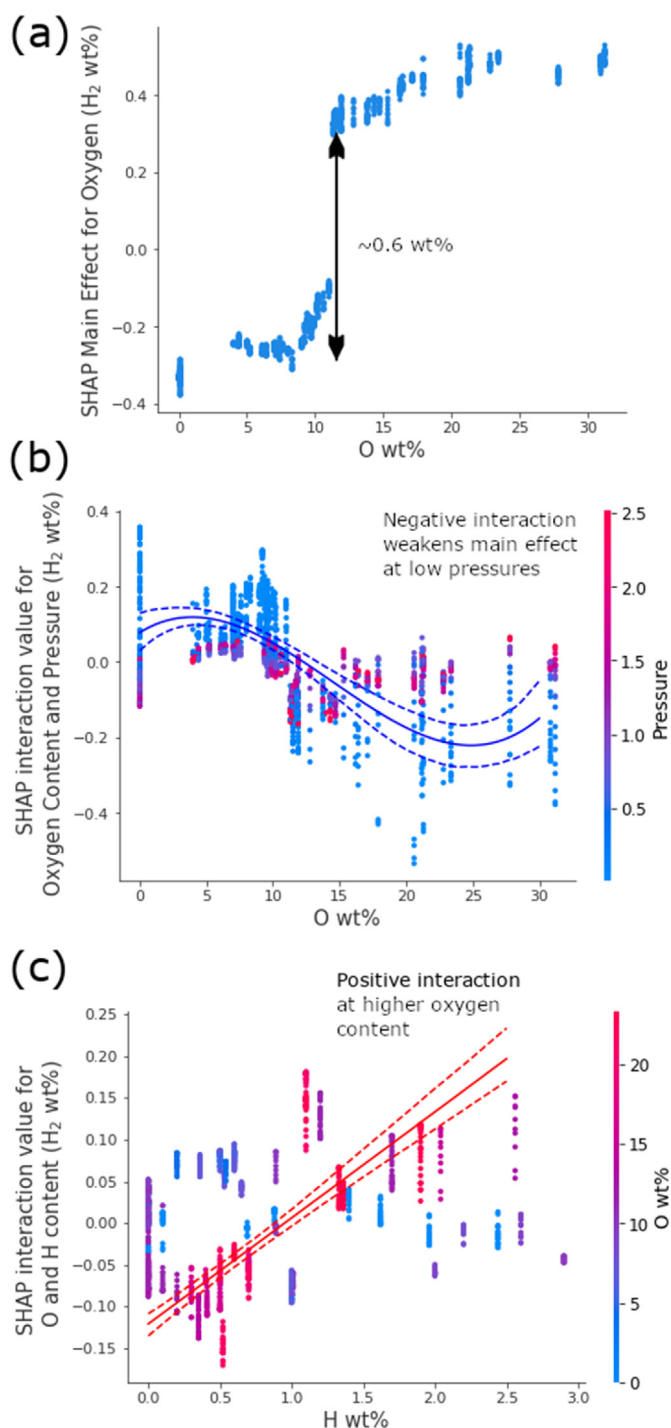 (a)
SHAP Main Effect for Oxygen (H₂ wt%)
0.4
0.2
0.0
−0.2
−0.4
~0.6 wt%
0 5 10 15 20 25 30
O wt%
(b)
SHAP interaction value for
Oxygen Content and Pressure (H₂ wt%)
0.4
0.2
0.0
−0.2
−0.4
Negative interaction
weakens main effect
at low pressures
0 5 10 15 20 25 30
O wt%
2.5
2.0
1.5
1.0
0.5
Pressure
(c)
SHAP interaction value for
O and H content (H₂ wt%)
0.25
0.20
0.15
0.10
0.05
0.00
−0.05
−0.10
−0.15
Positive interaction
at higher oxygen
content
0.0 0.5 1.0 1.5 2.0 2.5 3.0
H wt%
20
15
10
5
0
O wt%